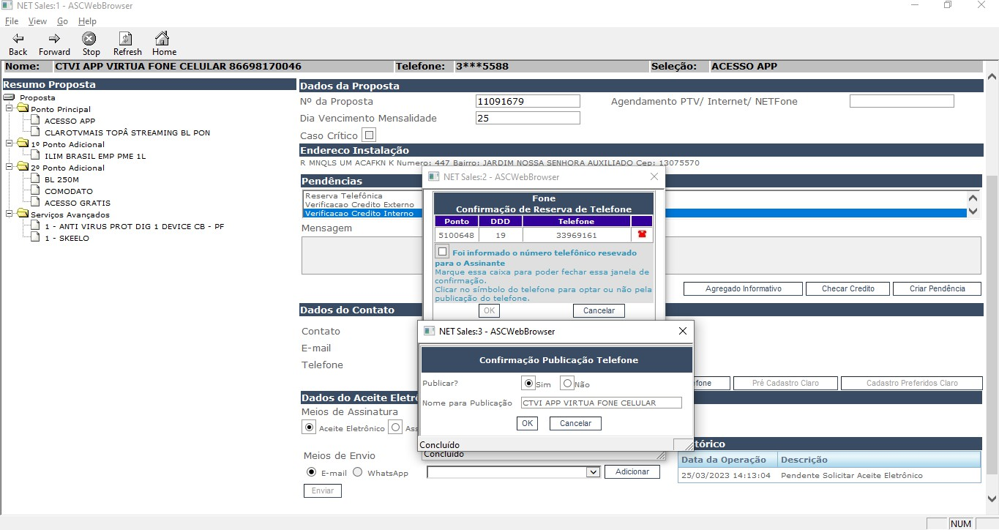 NET Sales:1 - ASCWebBrowser
File View Go Help
Back Forward Stop Refresh Home
Nome: CTVI APP VIRTUA FONE CELULAR 86698170046 Telefone: 3***5588 Seleção: ACESSO APP
Resumo Proposta
Proposta
Ponto Principal
ACESSO APP
CLAROTVMAIS TOPÂ STREAMING BL PON
1º Ponto Adicional
ILIM BRASIL EMP PME 1L
2º Ponto Adicional
BL 250M
COMODATO
ACESSO GRATIS
Serviços Avançados
1 - ANTI VIRUS PROT DIG 1 DEVICE CB - PF
1 - SKEELO
Dados da Proposta
Nº da Proposta 11091679 Agendamento PTV/ Internet/ NETFone
Dia Vencimento Mensalidade 25
Caso Crítico
Endereco Instalação
R MNQLS UM ACAFKN K Numero: 447 Bairro: JARDIM NOSSA SENHORA AUXILIADO Cep: 13075570
Pendências
Reserva Telefônica
Verificacao Credito Externo
Verificacao Credito Interno
Mensagem
Agregado Informativo Checar Credito Criar Pendência
Dados do Contato
Contato
E-mail
Telefone
fone Pré Cadastro Claro Cadastro Preferidos Claro
Dados do Aceite Eletrô
Meios de Assinatura
Aceite Eletrônico Ass
Meios de Envio
E-mail WhatsApp Adicionar
Enviar
tórico
Data da Operação Descrição
25/03/2023 14:13:04 Pendente Solicitar Aceite Eletrônico
NET Sales:2 - ASCWebBrowser
Fone
Confirmação de Reserva de Telefone
Ponto DDD Telefone
5100648 19 33969161
Foi informado o número telefônico resevado
para o Assinante
Marque essa caixa para poder fechar essa janela de
confirmação.
Clicar no símbolo do telefone para optar ou não pela
publicação do telefone.
OK Cancelar
Concluído
NET Sales:3 - ASCWebBrowser
Confirmação Publicação Telefone
Publicar? Sim Não
Nome para Publicação CTVI APP VIRTUA FONE CELULAR
OK Cancelar
Concluído
NUM